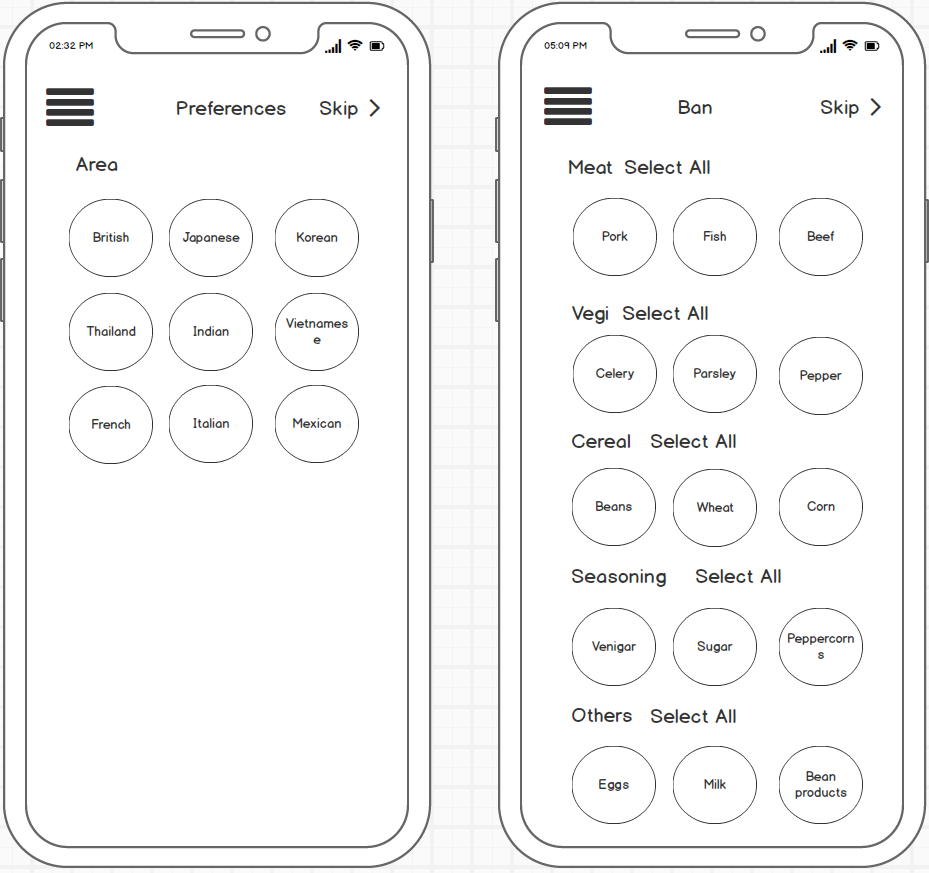 02:32 PM
Preferences Skip
Area
British Japanese Korean
Thailand Indian Vietnames
e
French Italian Mexican
05:09 PM
Ban Skip
Meat Select All
Pork Fish Beef
Vegi Select All
Celery Parsley Pepper
Cereal Select All
Beans Wheat Corn
Seasoning Select All
Venigar Sugar Peppercorn
s
Others Select All
Eggs Milk Bean
products